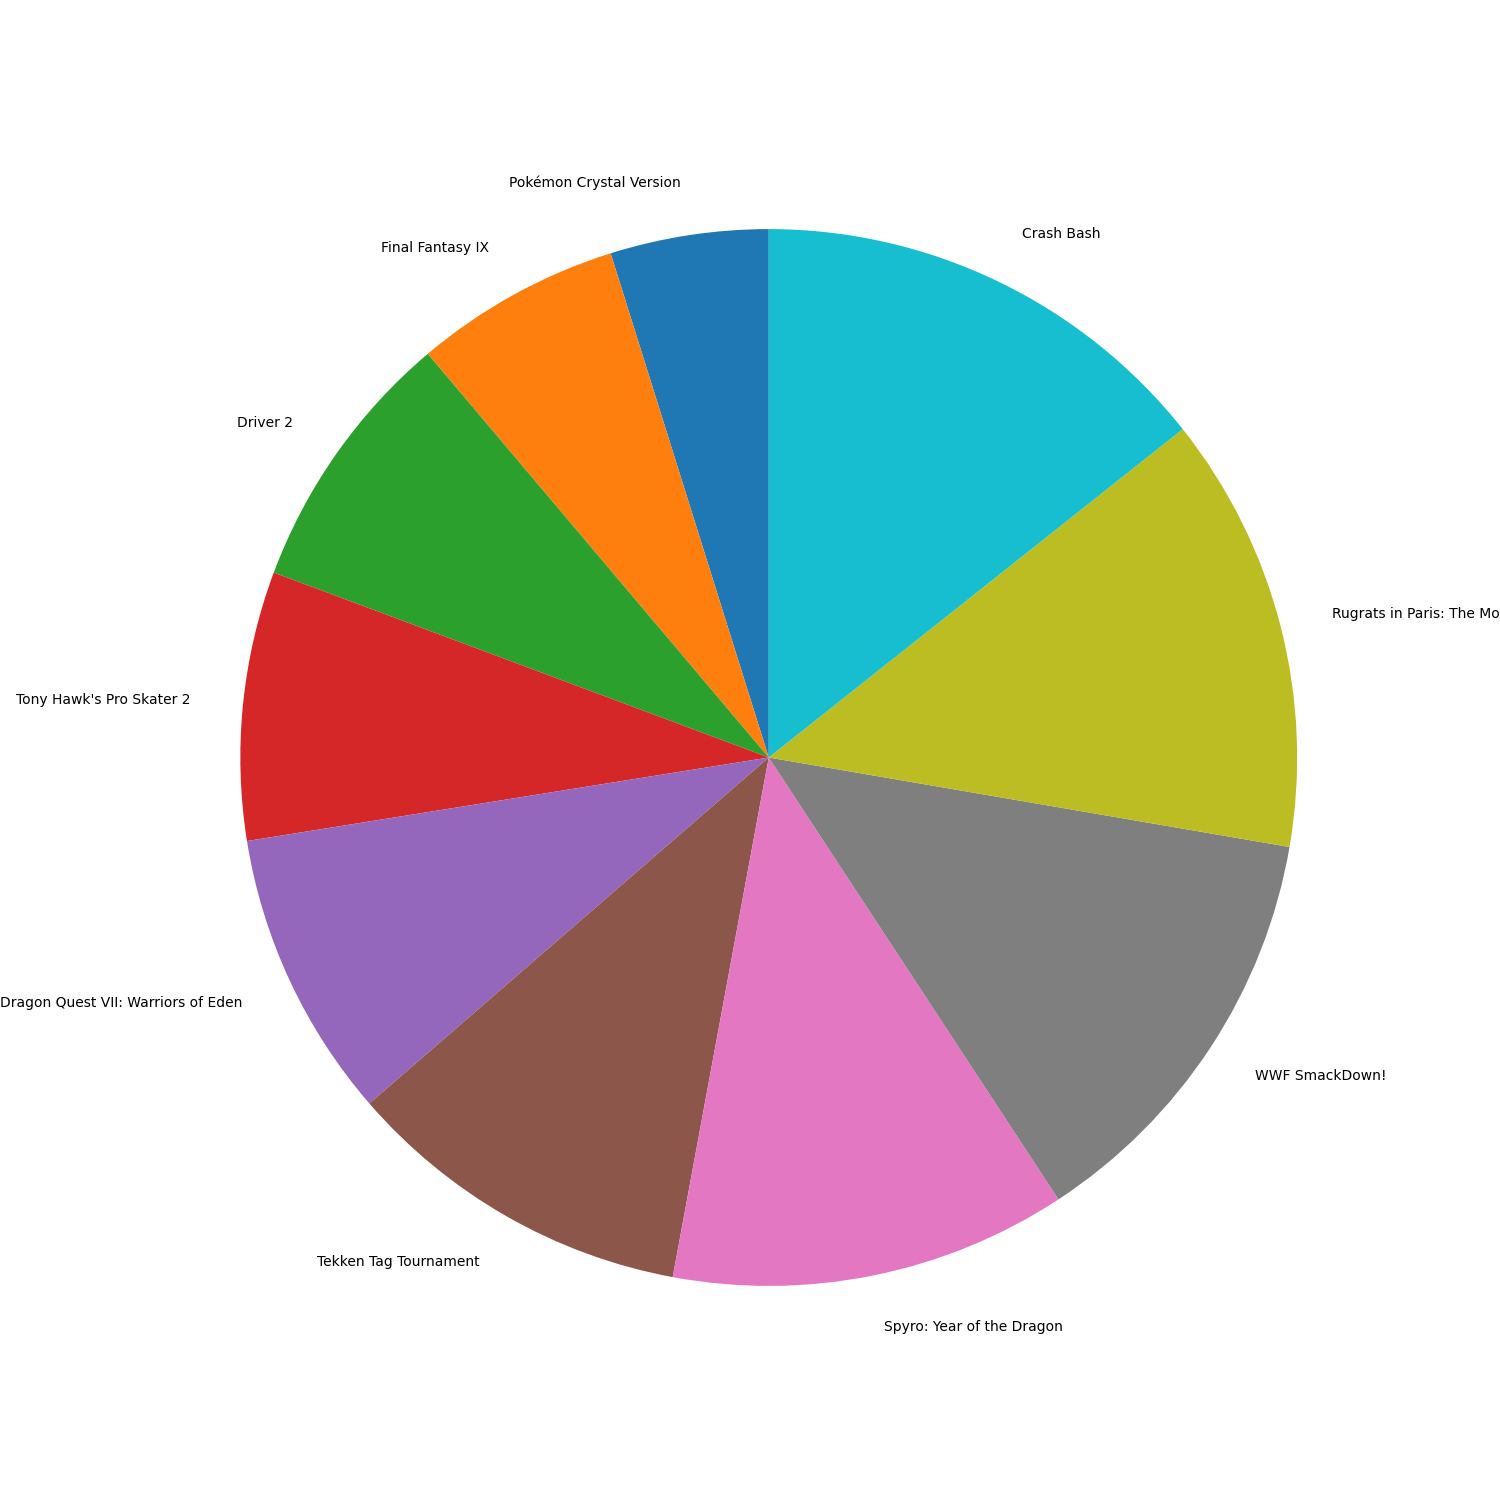 Pokémon Crystal Version
Crash Bash
Final Fantasy IX
Driver 2
Rugrats in Paris: The Mo
Tony Hawk's Pro Skater 2
Dragon Quest VII: Warriors of Eden
WWF SmackDown!
Tekken Tag Tournament
Spyro: Year of the Dragon